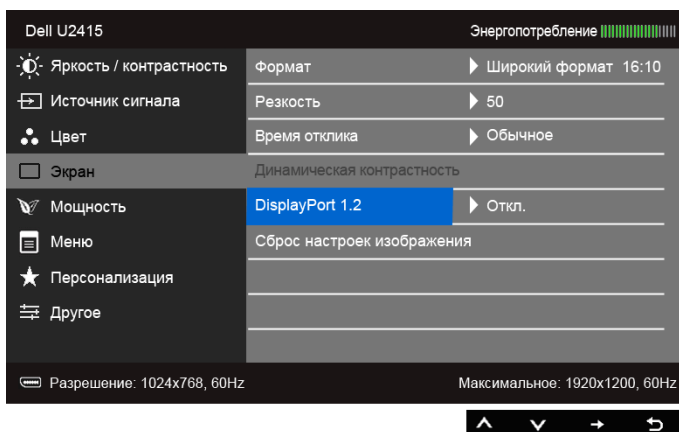 Dell U2415 Энергопотребление
Яркость / контрастность Формат Широкий формат 16:10
Источник сигнала Резкость 50
Цвет Время отклика Обычное
Экран Динамическая контрастность
Мощность DisplayPort 1.2 Откл.
Меню Сброс настроек изображения
Персонализация
Другое
Разрешение: 1024x768, 60Hz Максимальное: 1920x1200, 60Hz